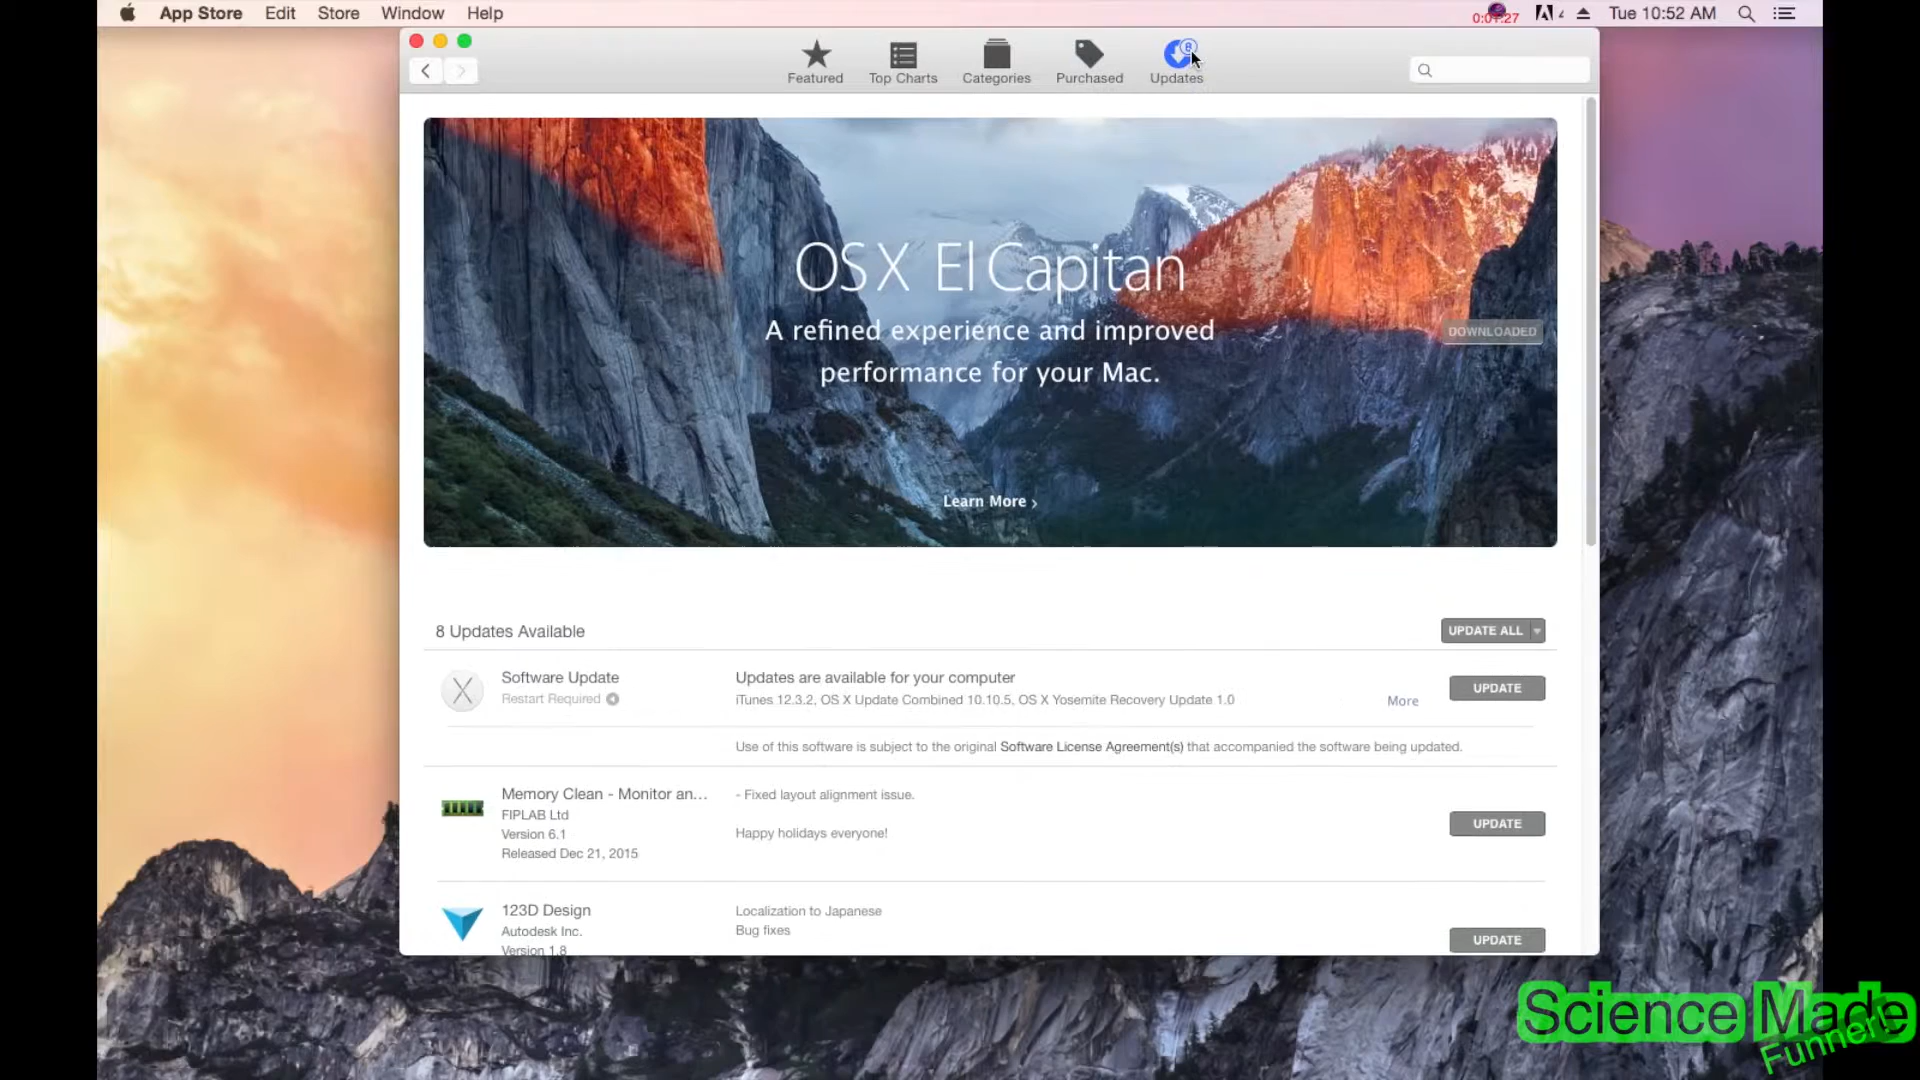 App Store Edit Store Window Help
0:01:27 Tue 10:52 AM
Featured Top Charts Categories Purchased Updates
8
OS X El Capitan
A refined experience and improved
performance for your Mac.
DOWNLOADED
Learn More ›
8 Updates Available
UPDATE ALL
Software Update
Restart Required
Updates are available for your computer
iTunes 12.3.2, OS X Update Combined 10.10.5, OS X Yosemite Recovery Update 1.0
More
UPDATE
Use of this software is subject to the original Software License Agreement(s) that accompanied the software being updated.
Memory Clean - Monitor an...
FIPLAB Ltd
Version 6.1
Released Dec 21, 2015
- Fixed layout alignment issue.
Happy holidays everyone!
UPDATE
123D Design
Autodesk Inc.
Version 1.8
Localization to Japanese
Bug fixes
UPDATE
Science Made
Funner!